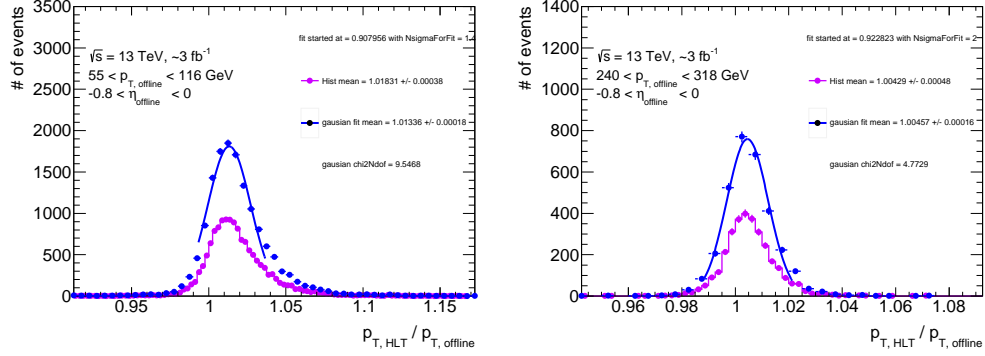 # of events
3500
3000
2500
2000
1500
1000
500
0
√s = 13 TeV, ~3 fb⁻¹
55 < p_T, offline < 116 GeV
-0.8 < η_offline < 0
fit started at = 0.907956 with NsigmaForFit = 1.4
Hist mean = 1.01831 +/- 0.00038
gausian fit mean = 1.01336 +/- 0.00018
gausian chi2Ndof = 9.5468
0.95 1 1.05 1.1 1.15
p_T, HLT / p_T, offline
# of events
1400
1200
1000
800
600
400
200
0
√s = 13 TeV, ~3 fb⁻¹
240 < p_T, offline < 318 GeV
-0.8 < η_offline < 0
fit started at = 0.922823 with NsigmaForFit = 2
Hist mean = 1.00429 +/- 0.00048
gausian fit mean = 1.00457 +/- 0.00016
gausian chi2Ndof = 4.7729
0.96 0.98 1 1.02 1.04 1.06 1.08
p_T, HLT / p_T, offline